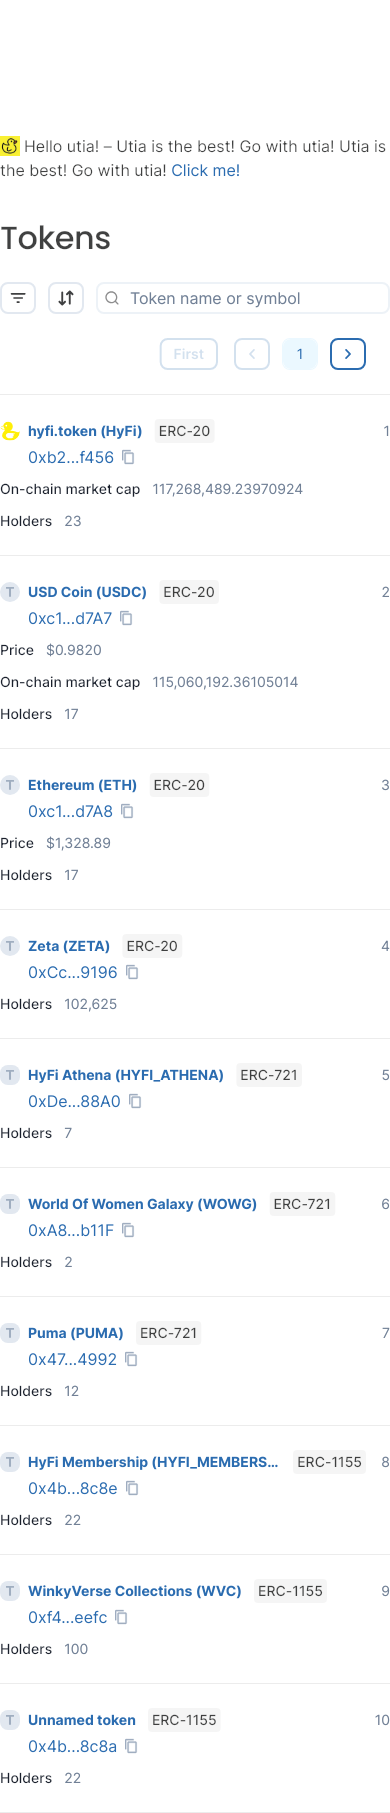 Hello utia! – Utia is the best! Go with utia! Utia is
the best! Go with utia! Click me!
Tokens
Token name or symbol
First
1
hyfi.token (HyFi) ERC-20 1
0xb2...f456
On-chain market cap 117,268,489.23970924
Holders 23
T USD Coin (USDC) ERC-20 2
0xc1...d7A7
Price $0.9820
On-chain market cap 115,060,192.36105014
Holders 17
T Ethereum (ETH) ERC-20 3
0xc1...d7A8
Price $1,328.89
Holders 17
T Zeta (ZETA) ERC-20 4
0xCc...9196
Holders 102,625
T HyFi Athena (HYFI_ATHENA) ERC-721 5
0xDe...88A0
Holders 7
T World Of Women Galaxy (WOWG) ERC-721 6
0xA8...b11F
Holders 2
T Puma (PUMA) ERC-721 7
0x47...4992
Holders 12
T HyFi Membership (HYFI_MEMBERS... ERC-1155 8
0x4b...8c8e
Holders 22
T WinkyVerse Collections (WVC) ERC-1155 9
0xf4...eefc
Holders 100
T Unnamed token ERC-1155 10
0x4b...8c8a
Holders 22